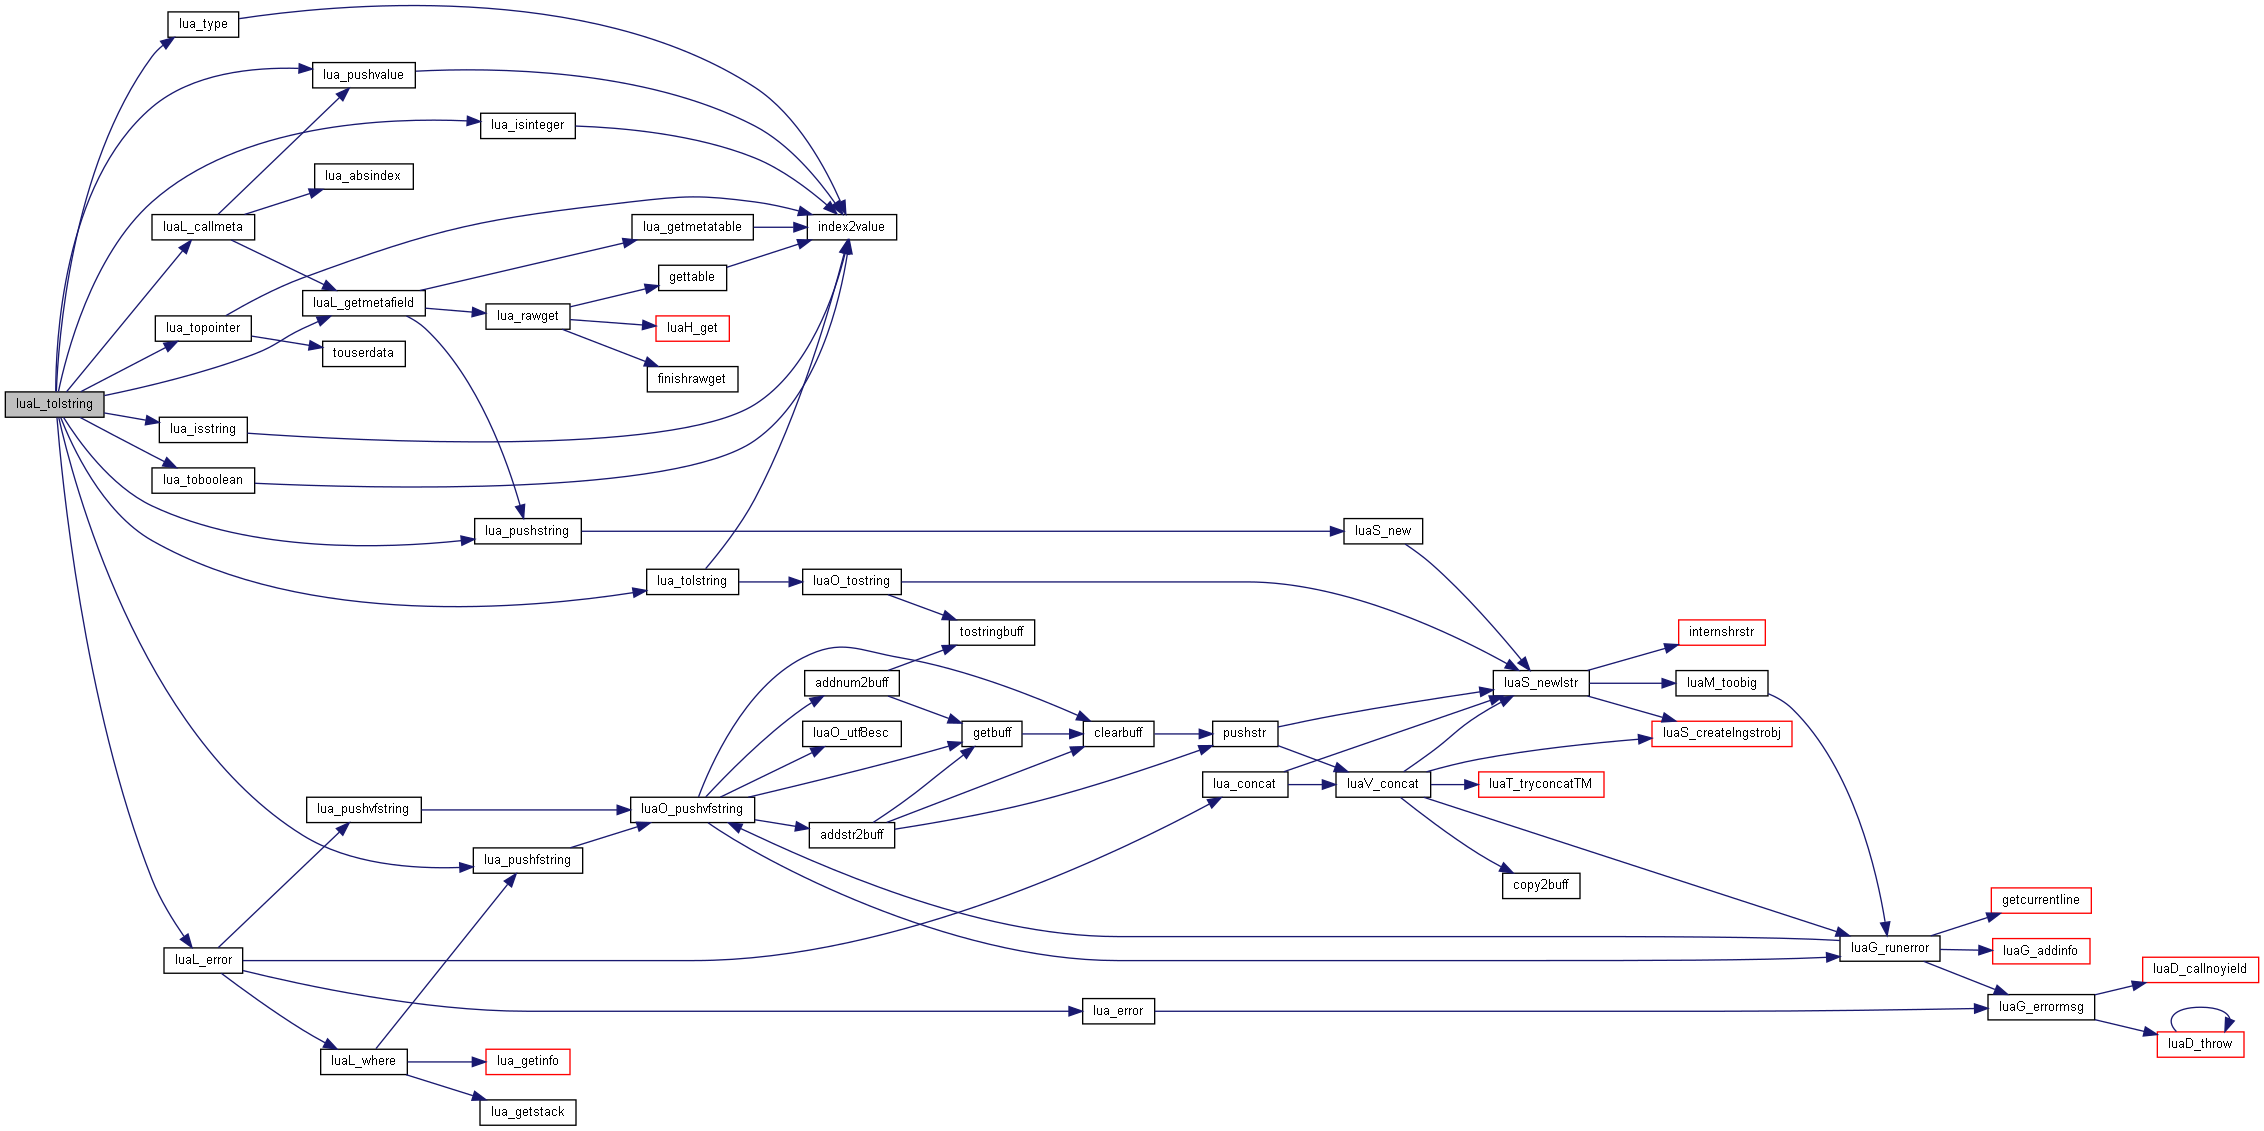 lua_type
lua_pushvalue
lua_isinteger
lua_absindex
luaL_callmeta
lua_getmetatable
index2value
gettable
luaL_getmetafield
lua_rawget
lua_topointer
luaH_get
touserdata
finishrawget
luaL_tolstring
lua_isstring
lua_toboolean
lua_pushstring
luaS_new
lua_tolstring
luaO_tostring
tostringbuff
internshrstr
addnum2buff
luaS_newlstr
luaM_toobig
luaO_utf8esc
getbuff
clearbuff
pushstr
luaS_createlngstrobj
lua_concat
luaV_concat
luaT_tryconcatTM
lua_pushvfstring
luaO_pushvfstring
addstr2buff
lua_pushfstring
copy2buff
getcurrentline
luaG_runerror
luaG_addinfo
luaL_error
luaD_callnoyield
lua_error
luaG_errormsg
luaD_throw
luaL_where
lua_getinfo
lua_getstack